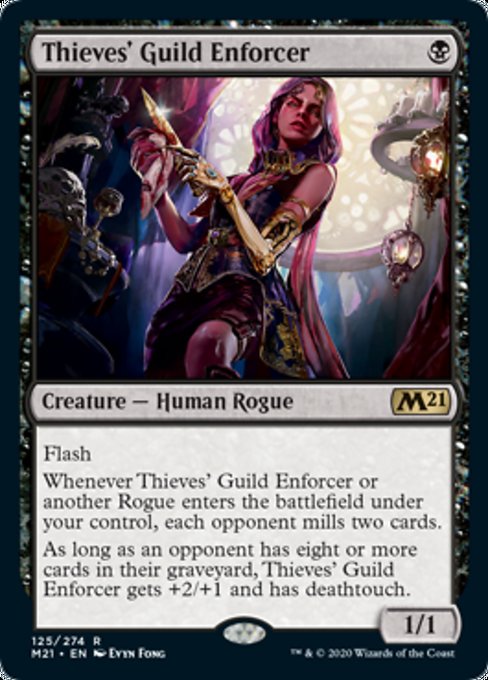 Thieves' Guild Enforcer
Creature — Human Rogue
M21
Flash
Whenever Thieves' Guild Enforcer or
another Rogue enters the battlefield under
your control, each opponent mills two cards.
As long as an opponent has eight or more
cards in their graveyard, Thieves' Guild
Enforcer gets +2/+1 and has deathtouch.
1/1
125/274 R
M21 • EN Evyn Fong
™ & © 2020 Wizards of the Coast